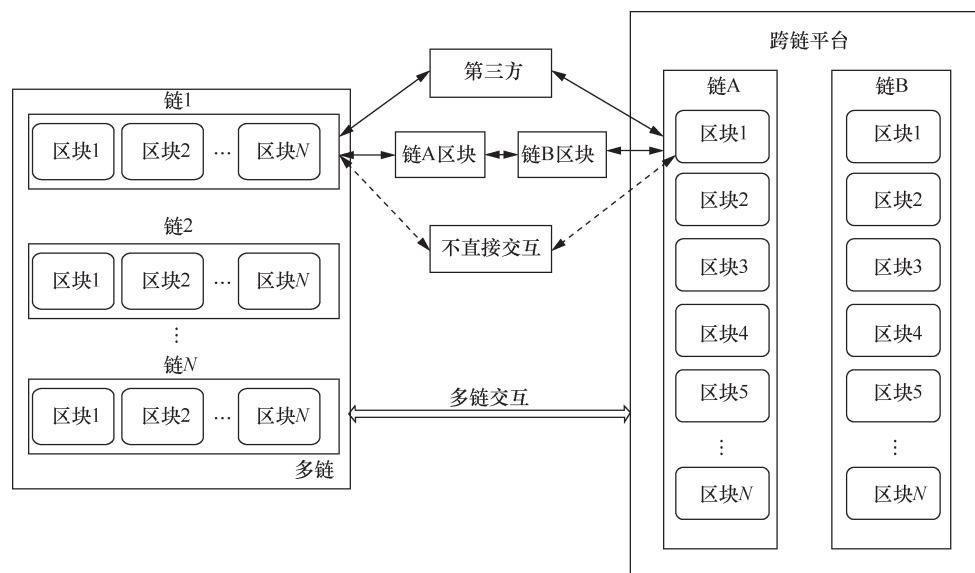 跨链平台
第三方
链1
区块1 区块2 … 区块N
链A区块
链B区块
不直接交互
链2
区块1 区块2 … 区块N
⋮
链N
区块1 区块2 … 区块N
多链
多链交互
链A
区块1
区块2
区块3
区块4
区块5
⋮
区块N
链B
区块1
区块2
区块3
区块4
区块5
⋮
区块N